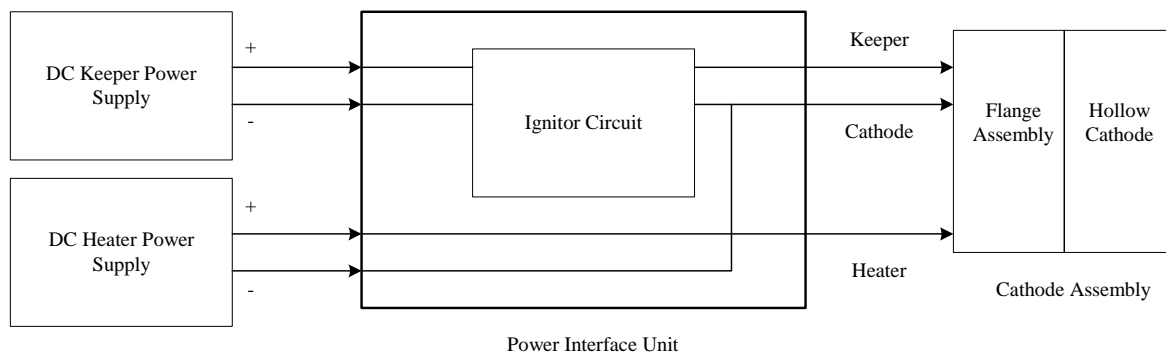 DC Keeper Power
Supply
+
-
DC Heater Power
Supply
+
-
Ignitor Circuit
Power Interface Unit
Keeper
Cathode
Heater
Flange
Assembly
Hollow
Cathode
Cathode Assembly